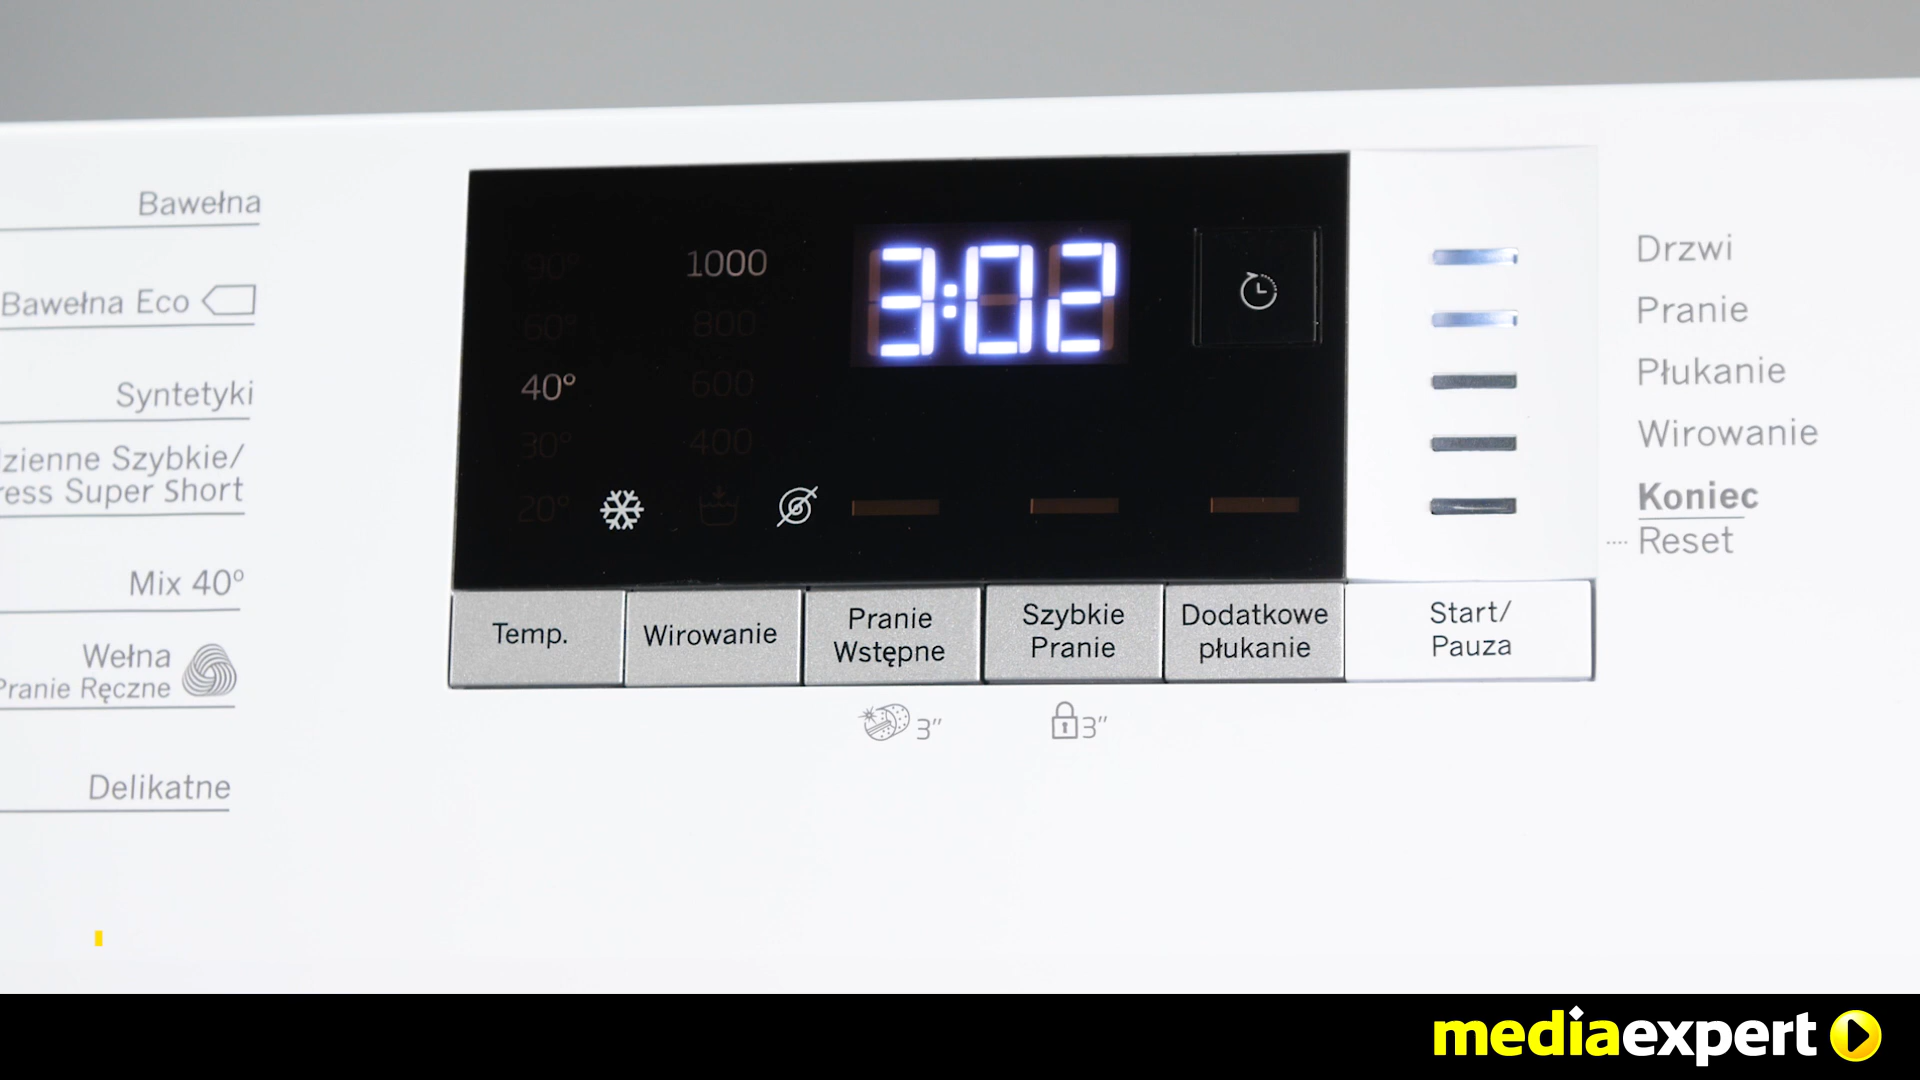 Bawełna
Bawełna Eco
Syntetyki
zienne Szybkie/
ress Super Short
Mix 40°
Wełna
Pranie Ręczne
Delikatne
90° 1000
60° 800
40° 600
30° 400
20°
3:02
Temp.
Wirowanie
Pranie
Wstępne
Szybkie
Pranie
Dodatkowe
płukanie
Start/
Pauza
3"
3"
Drzwi
Pranie
Płukanie
Wirowanie
Koniec
Reset
mediaexpert